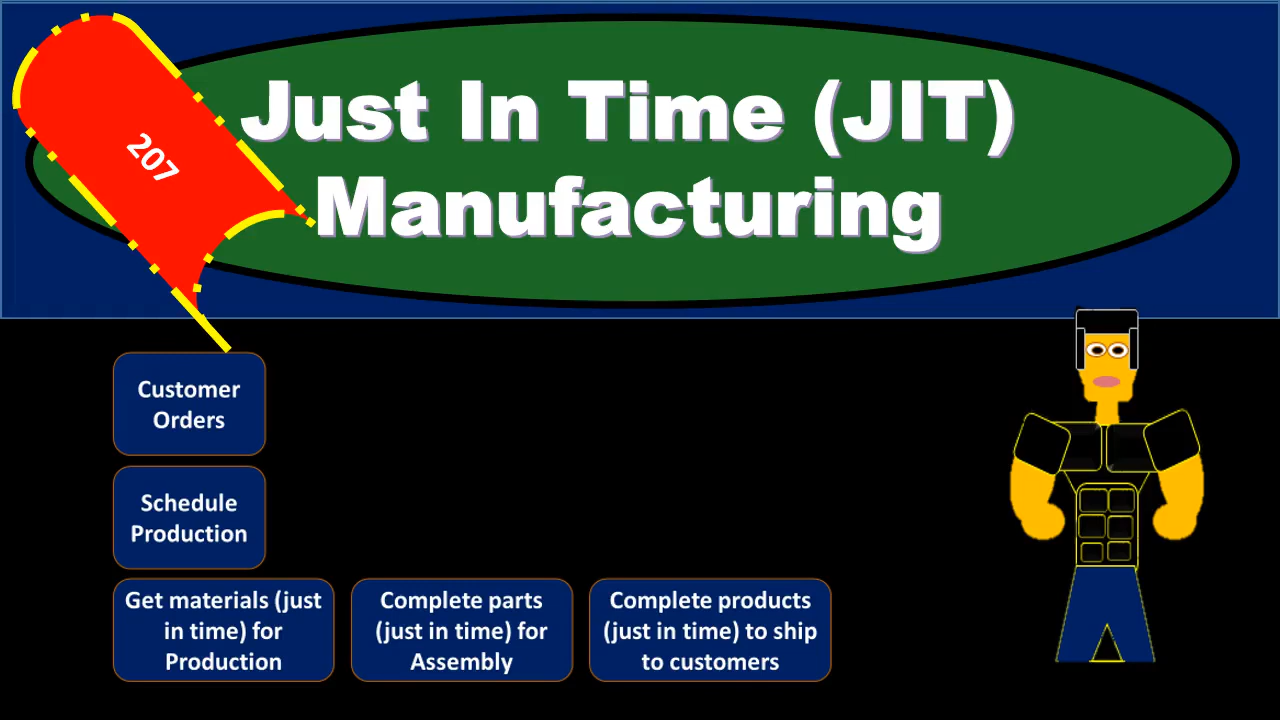 207
Just In Time (JIT)
Manufacturing
Customer
Orders
Schedule
Production
Get materials (just
in time) for
Production
Complete parts
(just in time) for
Assembly
Complete products
(just in time) to ship
to customers